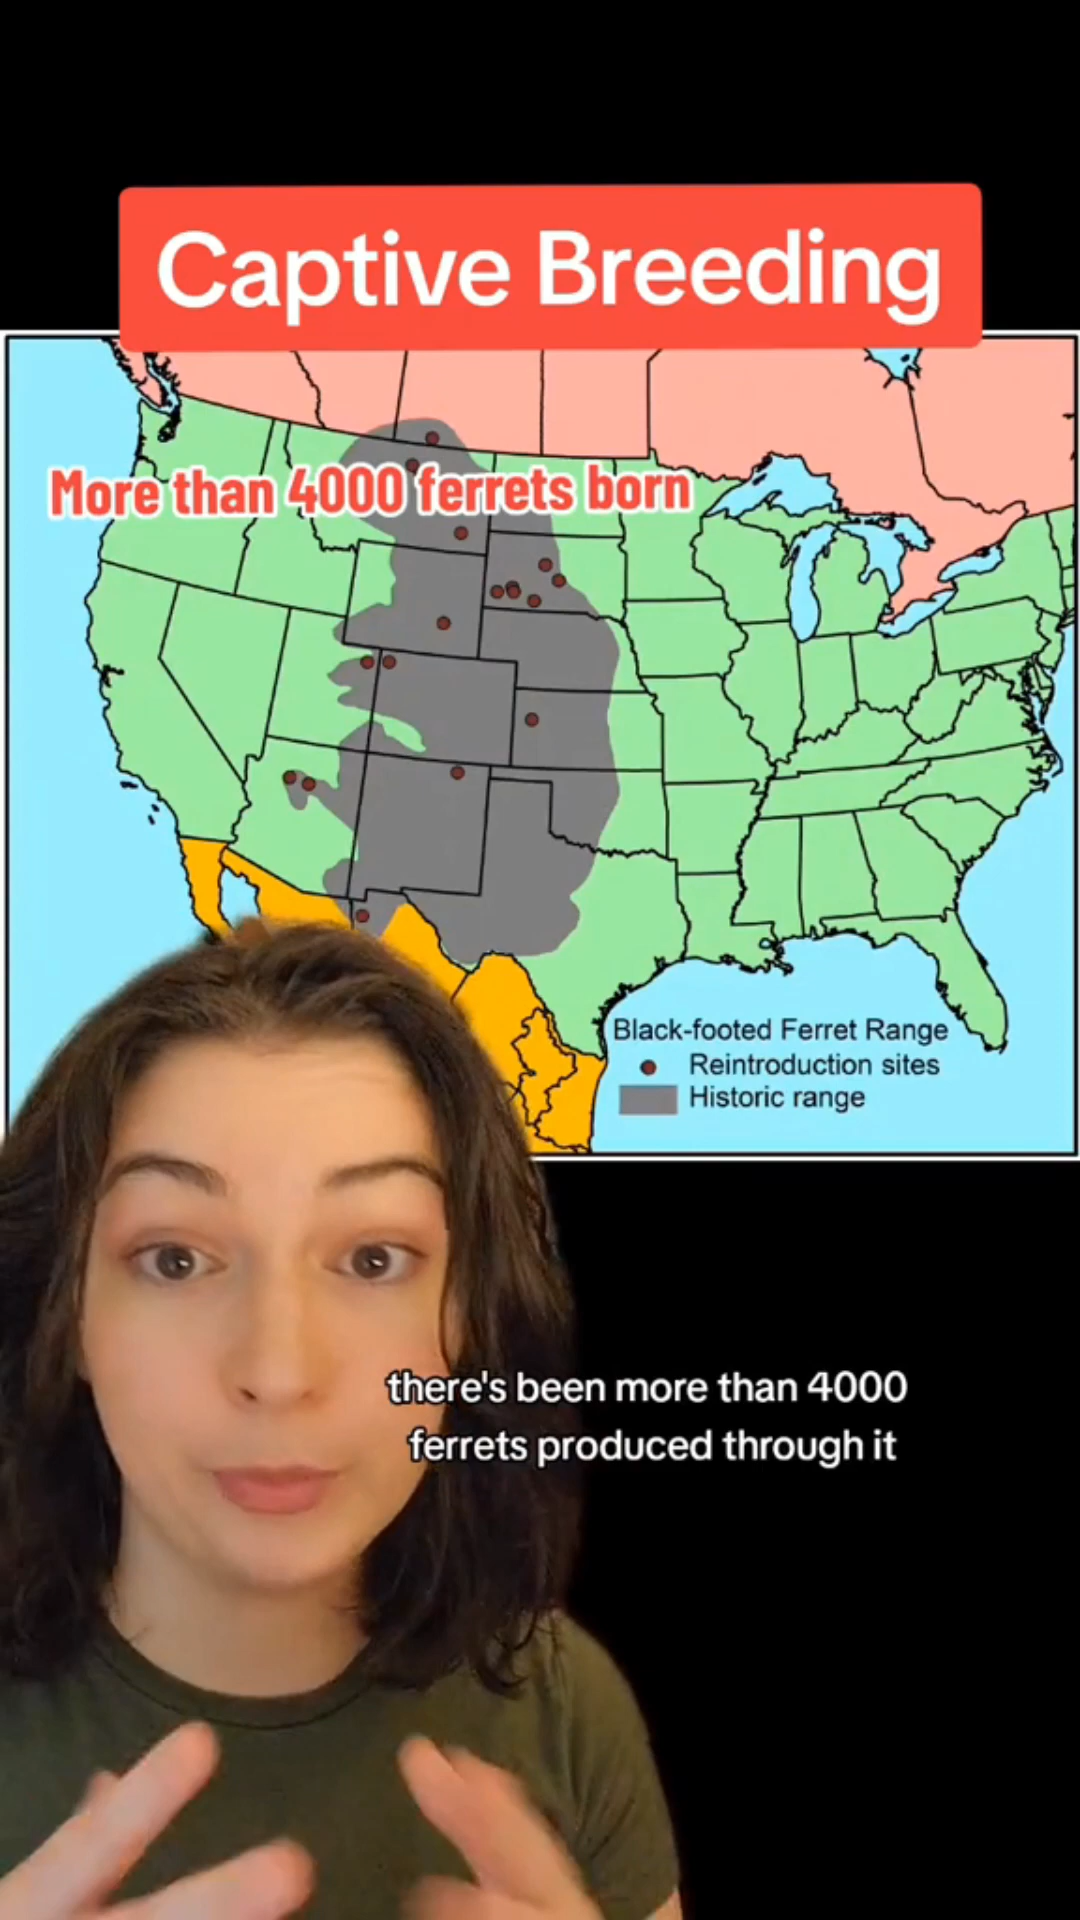 Captive Breeding
More than 4000 ferrets born
Black-footed Ferret Range
Reintroduction sites
Historic range
there's been more than 4000
ferrets produced through it